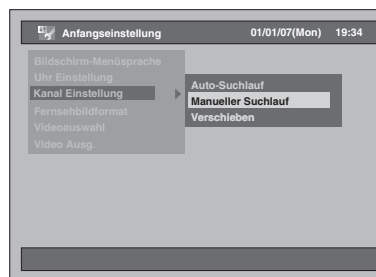 Anfangseinstellung 01/01/07(Mon) 19:34
Bildschirm-Menüsprache
Uhr Einstellung
Kanal Einstellung
Fernsehbildformat
Videoauswahl
Video Ausg.
Auto-Suchlauf
Manueller Suchlauf
Verschieben